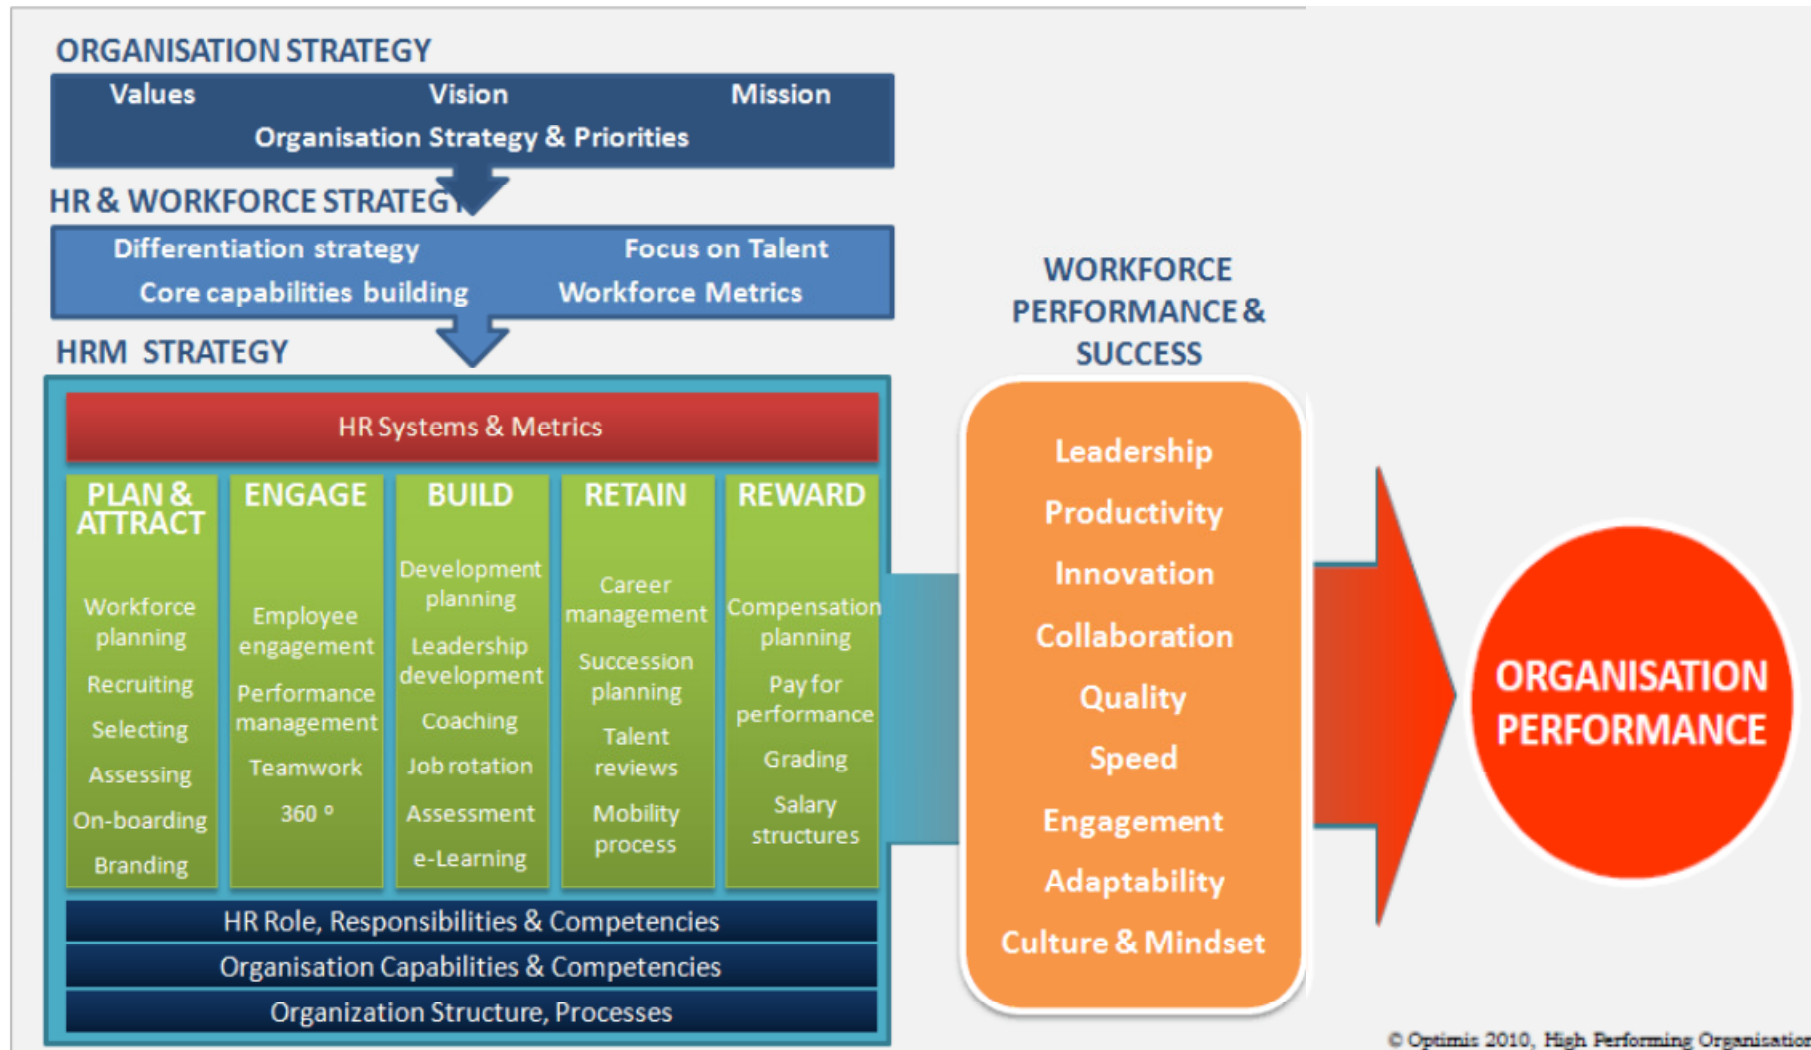 ORGANISATION STRATEGY
Values Vision Mission
Organisation Strategy & Priorities
HR & WORKFORCE STRATEGY
Differentiation strategy Focus on Talent
Core capabilities building Workforce Metrics
HRM STRATEGY
HR Systems & Metrics
PLAN &
ATTRACT
Workforce
planning
Recruiting
Selecting
Assessing
On-boarding
Branding
ENGAGE
Employee
engagement
Performance
management
Teamwork
360 º
BUILD
Development
planning
Leadership
development
Coaching
Job rotation
Assessment
e-Learning
RETAIN
Career
management
Succession
planning
Talent
reviews
Mobility
process
REWARD
Compensation
planning
Pay for
performance
Grading
Salary
structures
HR Role, Responsibilities & Competencies
Organisation Capabilities & Competencies
Organization Structure, Processes
WORKFORCE
PERFORMANCE &
SUCCESS
Leadership
Productivity
Innovation
Collaboration
Quality
Speed
Engagement
Adaptability
Culture & Mindset
ORGANISATION
PERFORMANCE
© Optimis 2010, High Performing Organisation